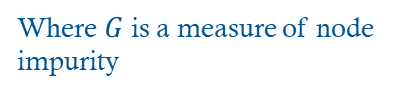 Where G is a measure of node
impurity